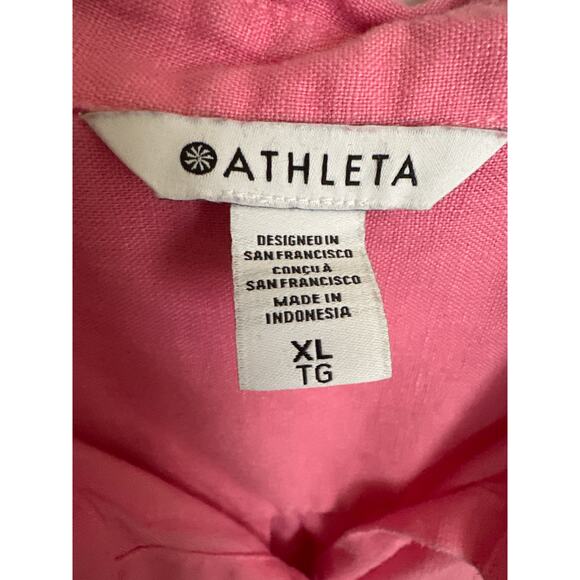 ATHLETA
DESIGNED IN
SAN FRANCISCO
CONÇU À
SAN FRANCISCO
MADE IN
INDONESIA
XL
TG